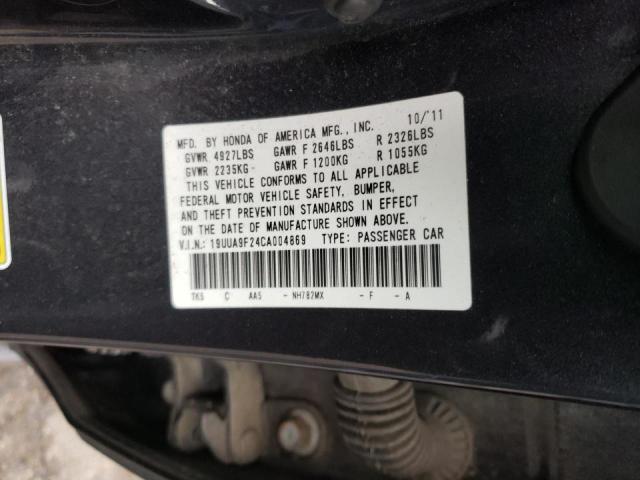 MFD. BY HONDA OF AMERICA MFG., INC. 10/'11
GVWR 4927LBS GAWR F 2646LBS R 2326LBS
GVWR 2235KG GAWR F 1200KG R 1055KG
THIS VEHICLE CONFORMS TO ALL APPLICABLE
FEDERAL MOTOR VEHICLE SAFETY, BUMPER,
AND THEFT PREVENTION STANDARDS IN EFFECT
ON THE DATE OF MANUFACTURE SHOWN ABOVE.
V.I.N.: 19UUA9F24CA004869 TYPE: PASSENGER CAR
TK5 C AA5 - NH782MX - F - A